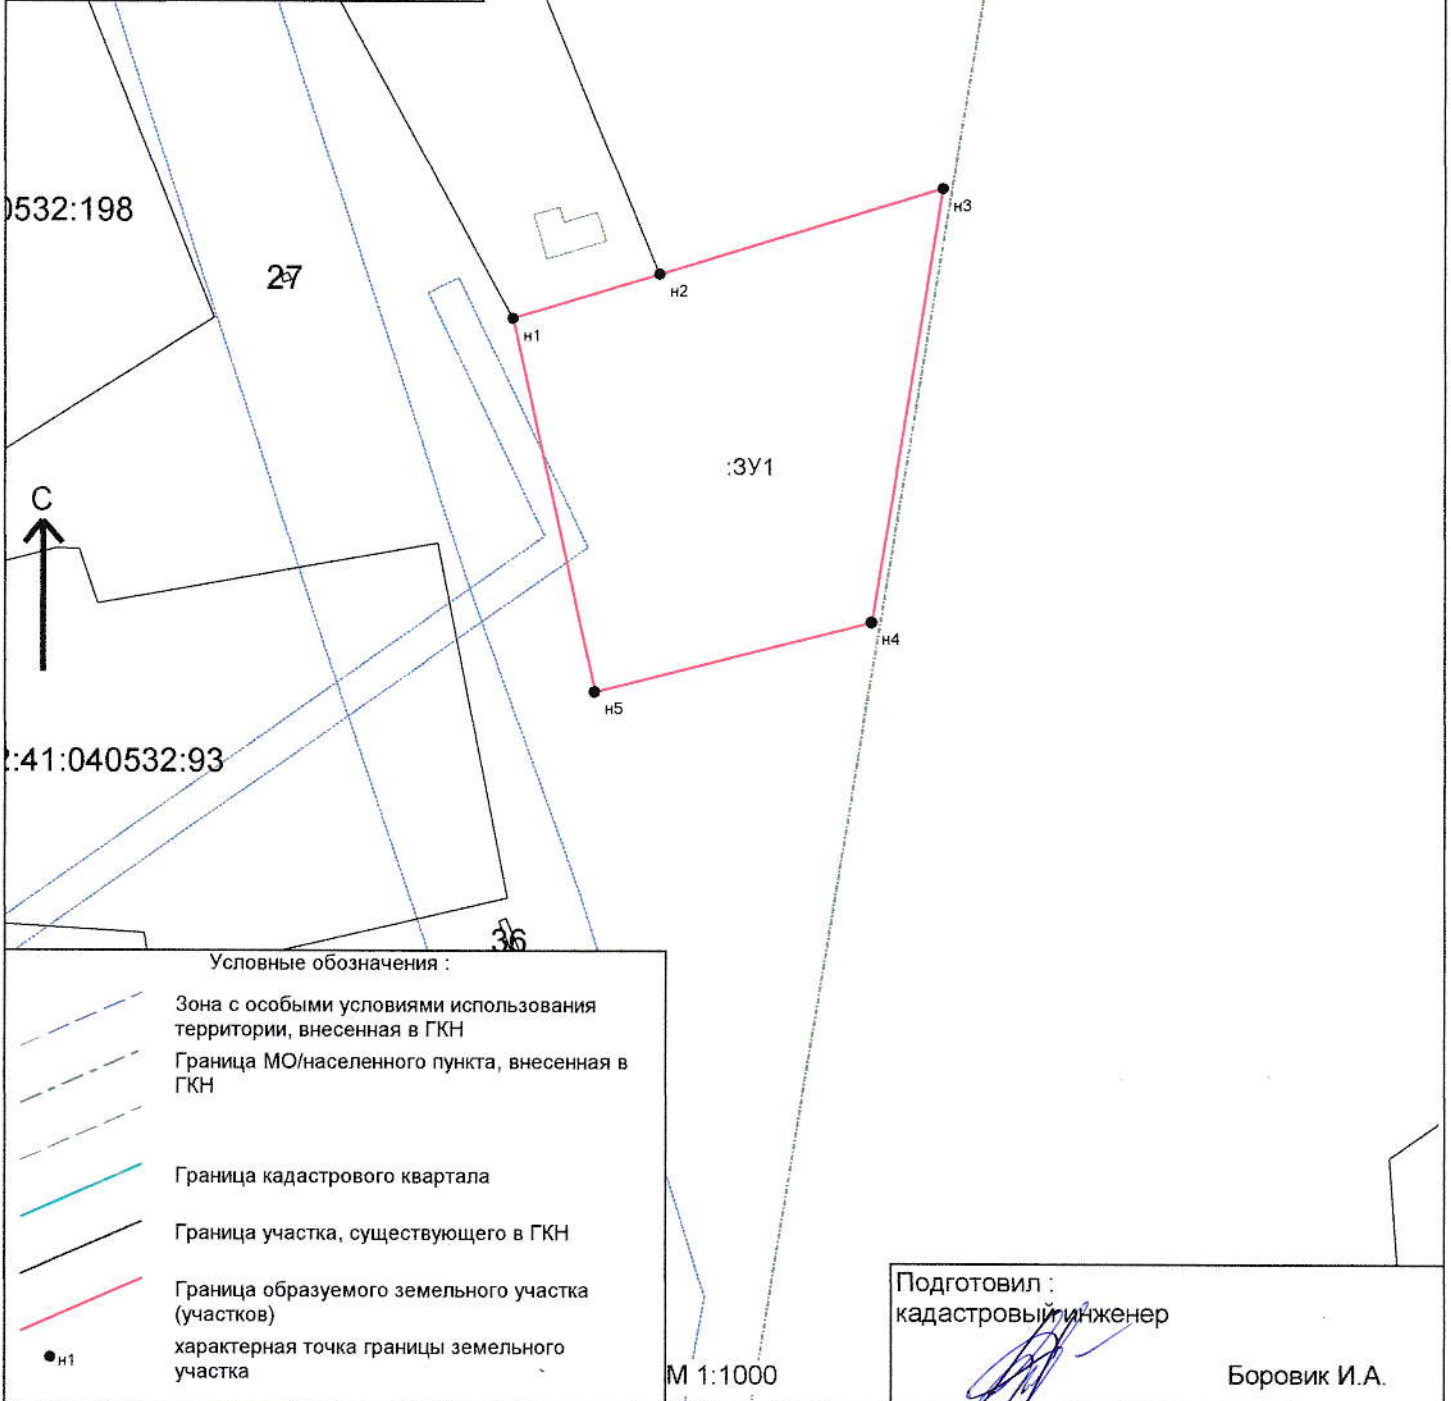 0532:198
27
н3
н2
н1
:ЗУ1
С
н4
н5
:41:040532:93
36
Условные обозначения :
Зона с особыми условиями использования
территории, внесенная в ГКН
Граница МО/населенного пункта, внесенная в
ГКН
Граница кадастрового квартала
Граница участка, существующего в ГКН
Граница образуемого земельного участка
(участков)
н1
характерная точка границы земельного
участка
М 1:1000
Подготовил :
кадастровый инженер
Боровик И.А.